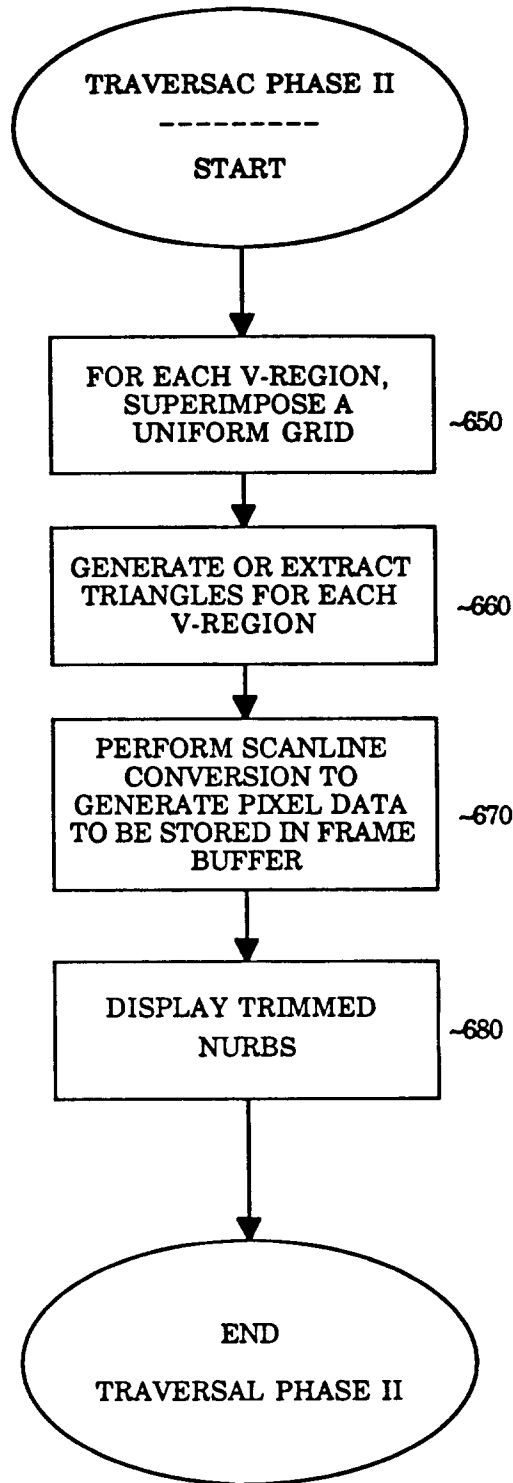 TRAVERSAC PHASE II
---------
START
FOR EACH V-REGION,
SUPERIMPOSE A
UNIFORM GRID
~650
GENERATE OR EXTRACT
TRIANGLES FOR EACH
V-REGION
~660
PERFORM SCANLINE
CONVERSION TO
GENERATE PIXEL DATA
TO BE STORED IN FRAME
BUFFER
~670
DISPLAY TRIMMED
NURBS
~680
END
TRAVERSAL PHASE II